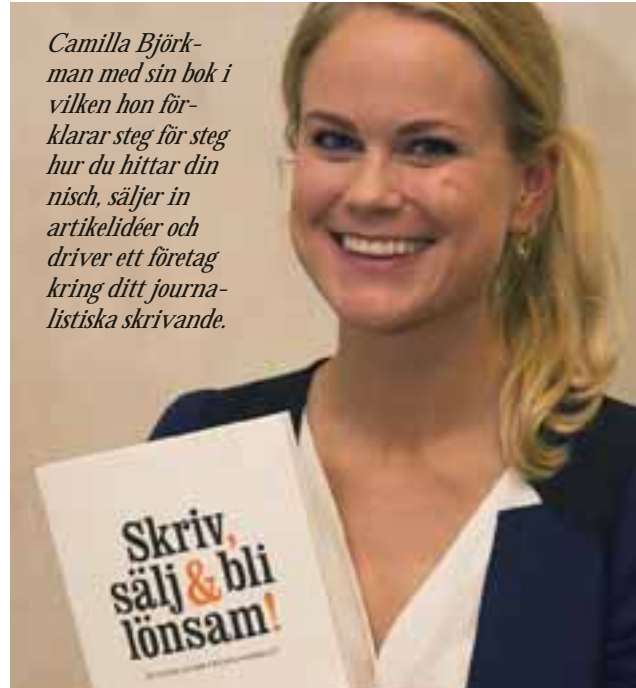 Camilla Björk-
man med sin bok i
vilken hon för-
klarar steg för steg
hur du hittar din
nisch, säljer in
artikelidéer och
driver ett företag
kring ditt journa-
listiska skrivande.
Skriv,
sälj & bli
lönsam!